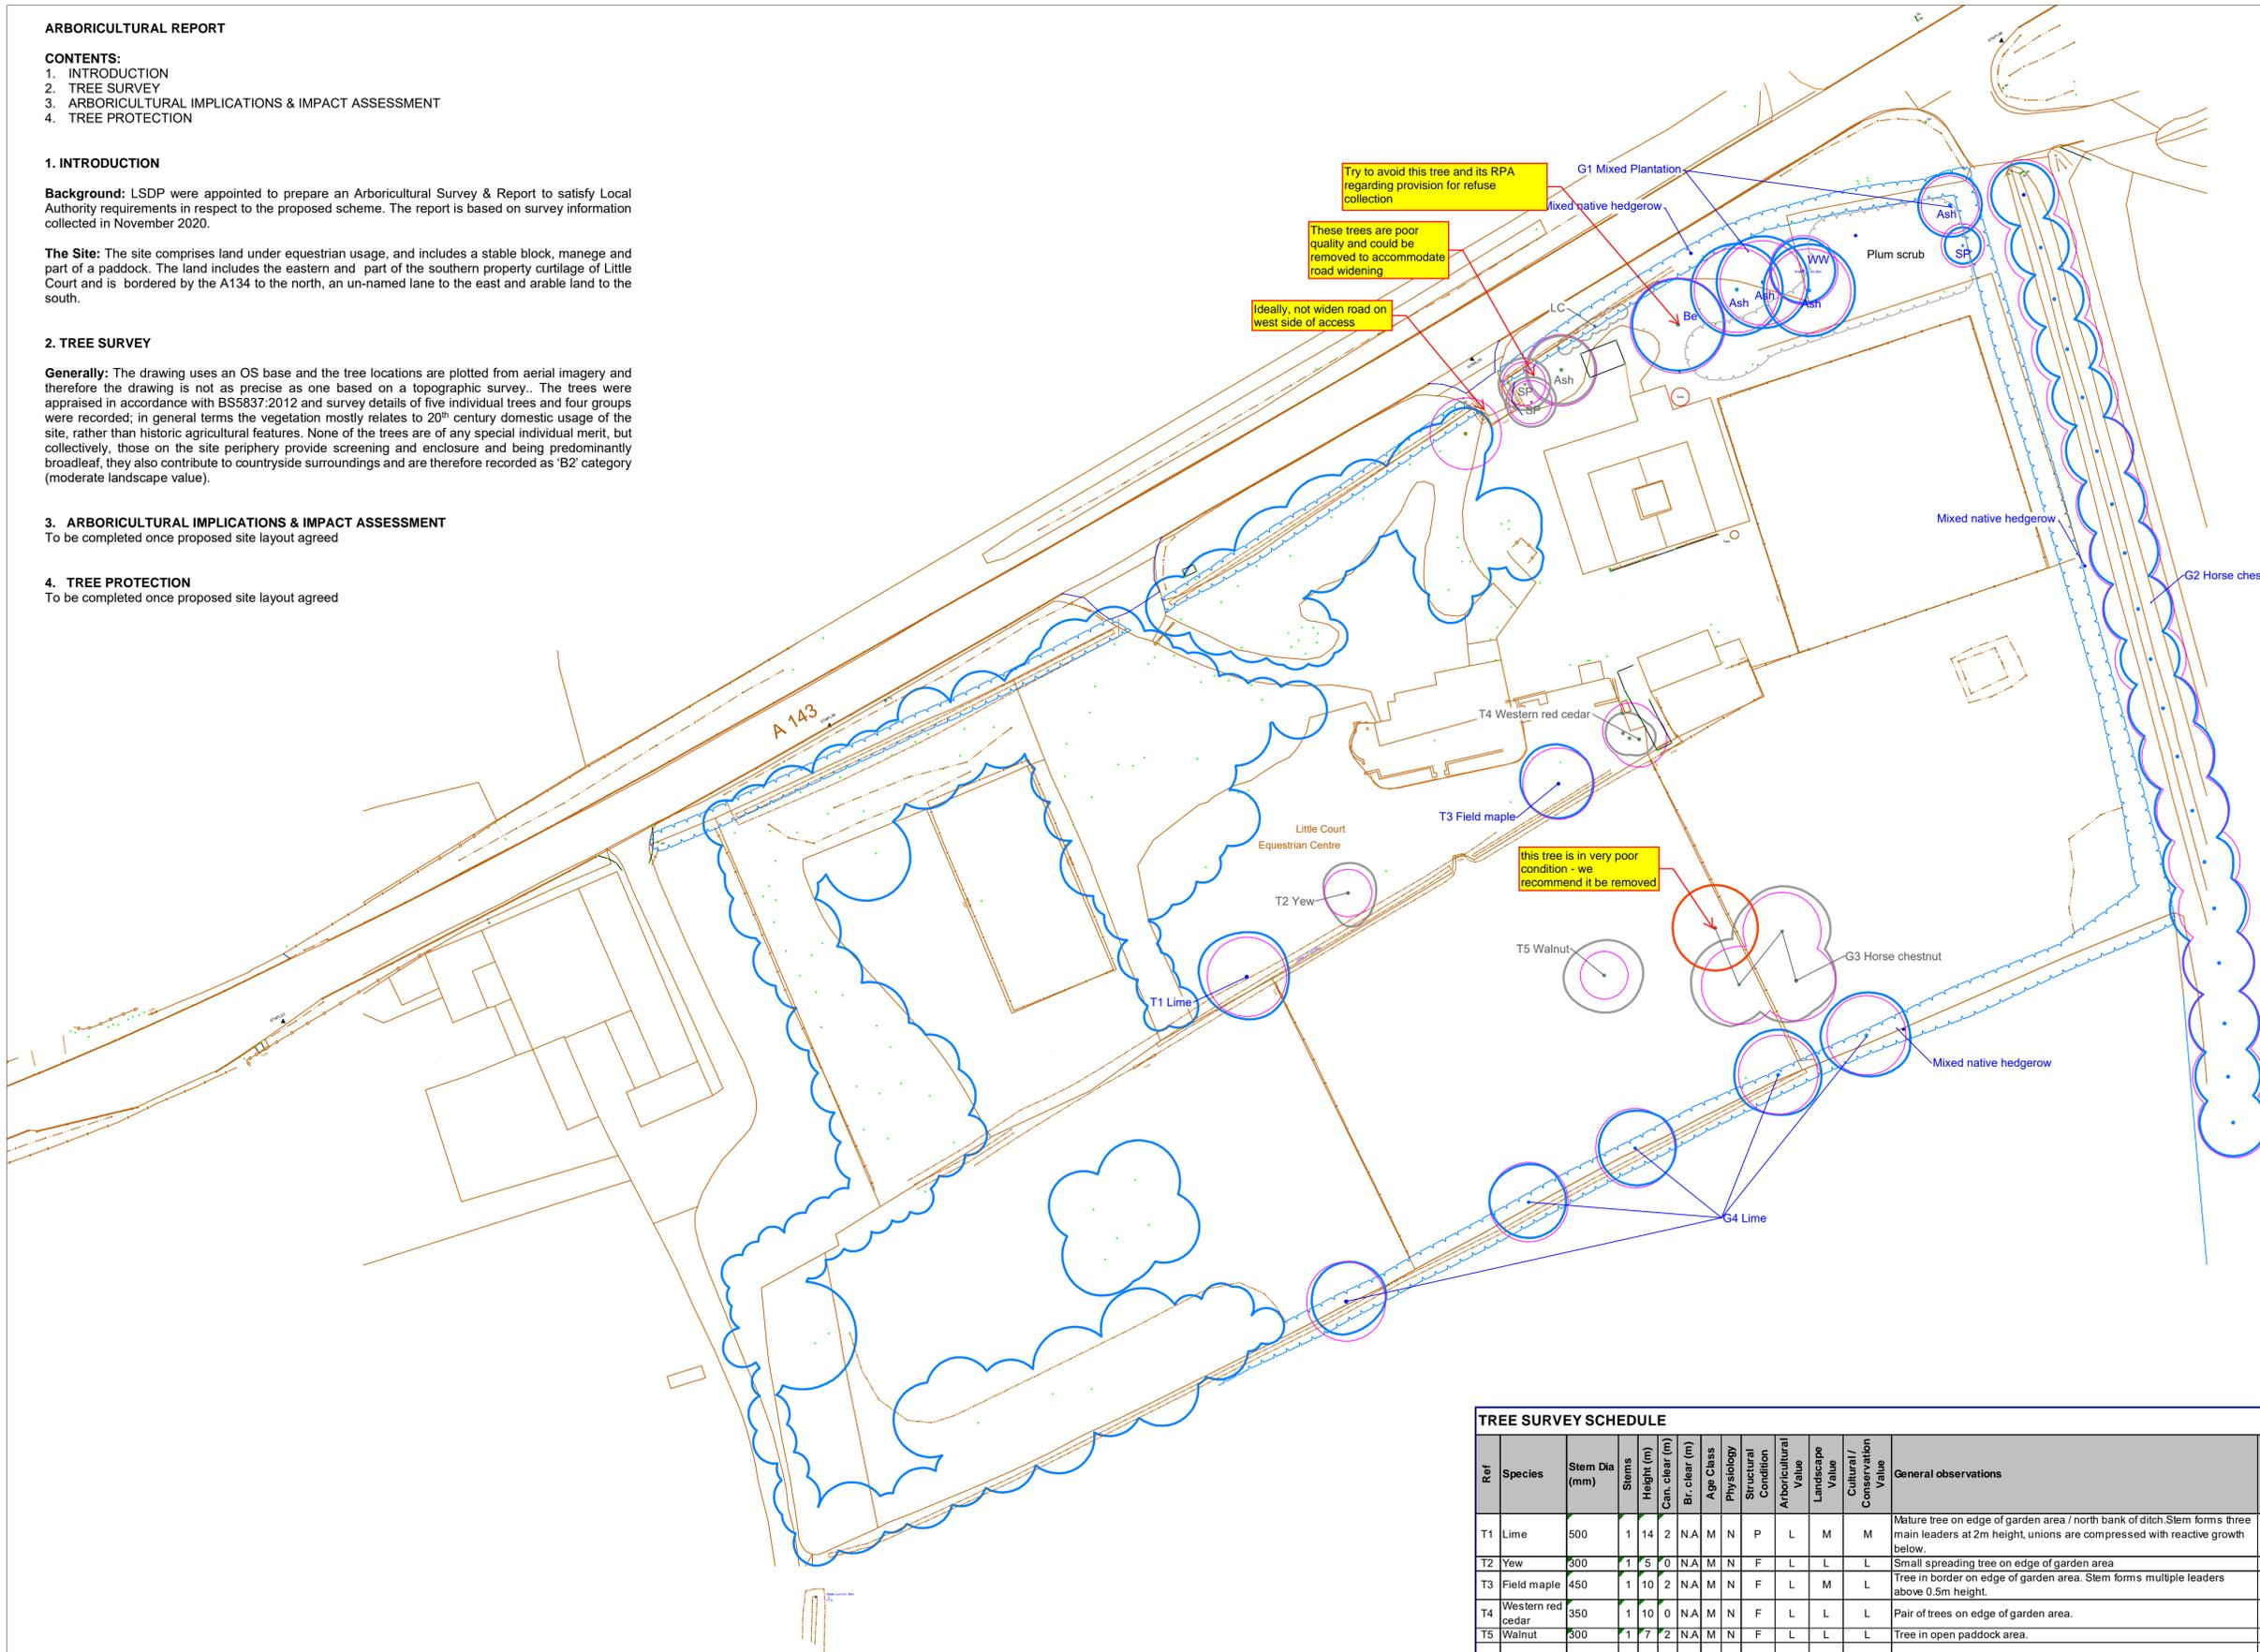 ARBORICULTURAL REPORT
CONTENTS:
1. INTRODUCTION
2. TREE SURVEY
3. ARBORICULTURAL IMPLICATIONS & IMPACT ASSESSMENT
4. TREE PROTECTION
1. INTRODUCTION
Background: LSDP were appointed to prepare an Arboricultural Survey & Report to satisfy Local
Authority requirements in respect to the proposed scheme. The report is based on survey information
collected in November 2020.
The Site: The site comprises land under equestrian usage, and includes a stable block, manege and
part of a paddock. The land includes the eastern and part of the southern property curtilage of Little
Court and is bordered by the A134 to the north, an un-named lane to the east and arable land to the
south.
2. TREE SURVEY
Generally: The drawing uses an OS base and the tree locations are plotted from aerial imagery and
therefore the drawing is not as precise as one based on a topographic survey.. The trees were
appraised in accordance with BS5837:2012 and survey details of five individual trees and four groups
were recorded; in general terms the vegetation mostly relates to 20th century domestic usage of the
site, rather than historic agricultural features. None of the trees are of any special individual merit, but
collectively, those on the site periphery provide screening and enclosure and being predominantly
broadleaf, they also contribute to countryside surroundings and are therefore recorded as 'B2' category
(moderate landscape value).
3. ARBORICULTURAL IMPLICATIONS & IMPACT ASSESSMENT
To be completed once proposed site layout agreed
4. TREE PROTECTION
To be completed once proposed site layout agreed
Try to avoid this tree and its RPA
regarding provision for refuse
collection
G1 Mixed Plantation
Mixed native hedgerow
These trees are poor
quality and could be
removed to accommodate
road widening
Ideally, not widen road on
west side of access
Ash
SP
WW
Plum scrub
Ash
Ash
Ash
Be
LC
Ash
SP
SP
Mixed native hedgerow
G2 Horse ches
A 143
T4 Western red cedar
T3 Field maple
Little Court
Equestrian Centre
this tree is in very poor
condition - we
recommend it be removed
T2 Yew
T5 Walnut
G3 Horse chestnut
T1 Lime
Mixed native hedgerow
G4 Lime
TREE SURVEY SCHEDULE
Ref Species Stem Dia (mm) Stems Height (m) Can. clear (m) Br. clear (m) Age Class Physiology Structural Condition Arboricultural Value Landscape Value Cultural / Conservation Value General observations
T1 Lime 500 1 14 2 N.A M N P L M M Mature tree on edge of garden area / north bank of ditch.Stem forms three
main leaders at 2m height, unions are compressed with reactive growth
below.
T2 Yew 300 1 5 0 N.A M N F L L L Small spreading tree on edge of garden area
T3 Field maple 450 1 10 2 N.A M N F L M L Tree in border on edge of garden area. Stem forms multiple leaders
above 0.5m height.
T4 Western red cedar 350 1 10 0 N.A M N F L L L Pair of trees on edge of garden area.
T5 Walnut 300 1 7 2 N.A M N F L L L Tree in open paddock area.